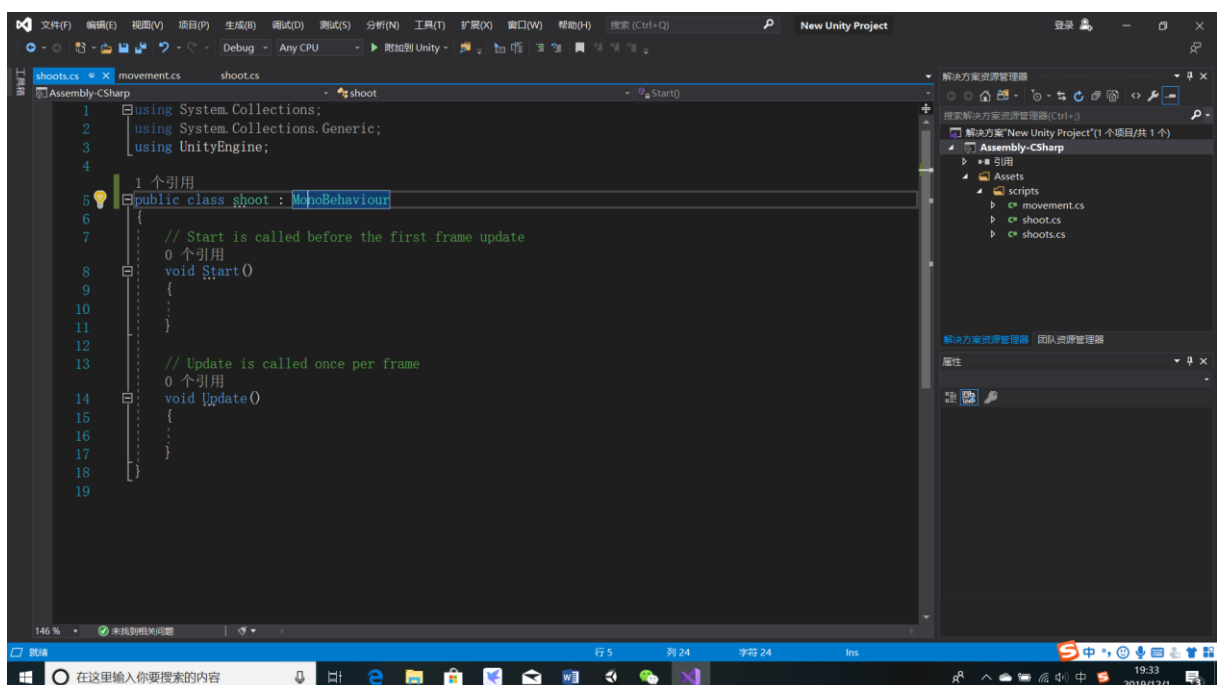 文件(F) 编辑(E) 视图(V) 项目(P) 生成(B) 调试(D) 测试(S) 分析(N) 工具(T) 扩展(X) 窗口(W) 帮助(H) 搜索 (Ctrl+Q) New Unity Project 登录
Debug Any CPU 附加到 Unity
工具箱
shoots.cs movement.cs shoot.cs
Assembly-CSharp shoot Start()
1 using System.Collections;
2 using System.Collections.Generic;
3 using UnityEngine;
4
1 个引用
5 public class shoot : MonoBehaviour
6 {
7 // Start is called before the first frame update
0 个引用
8 void Start()
9 {
10
11 }
12
13 // Update is called once per frame
0 个引用
14 void Update()
15 {
16
17 }
18 }
19
146 % 未找到相关问题
解决方案资源管理器
搜索解决方案资源管理器(Ctrl+;)
解决方案"New Unity Project"(1 个项目/共 1 个)
Assembly-CSharp
引用
Assets
scripts
C# movement.cs
C# shoot.cs
C# shoots.cs
解决方案资源管理器 团队资源管理器
属性
就绪 行 5 列 24 字符 24 Ins 中
在这里输入你要搜索的内容 中 19:33
2019/12/1